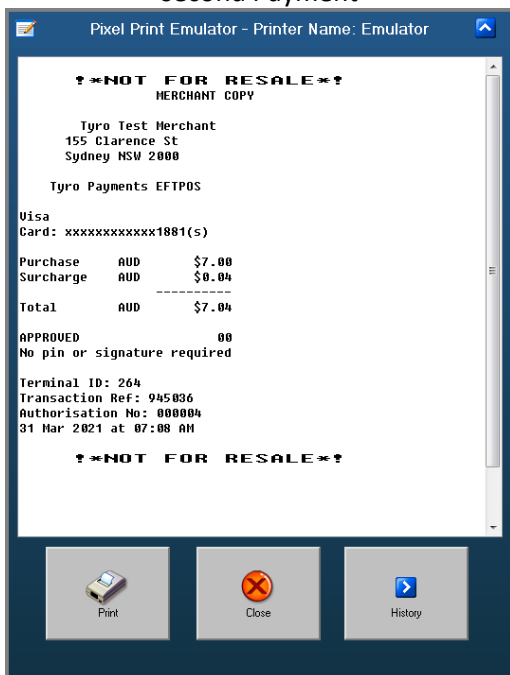 Second Payment
Pixel Print Emulator - Printer Name: Emulator
!*NOT FOR RESALE*!
MERCHANT COPY
Tyro Test Merchant
155 Clarence St
Sydney NSW 2000
Tyro Payments EFTPOS
Visa
Card: xxxxxxxxxxxx1881(s)
Purchase AUD $7.00
Surcharge AUD $0.04
----------
Total AUD $7.04
APPROVED 00
No pin or signature required
Terminal ID: 264
Transaction Ref: 945036
Authorisation No: 000004
31 Mar 2021 at 07:08 AM
!*NOT FOR RESALE*!
Print Close History